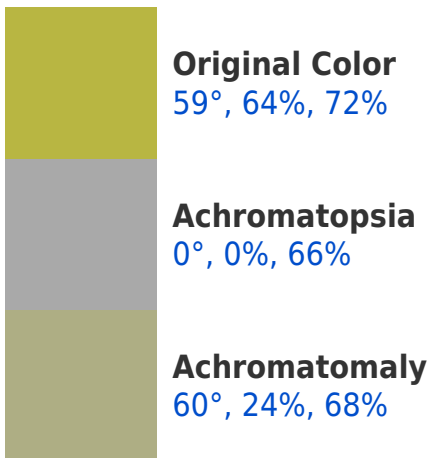 Original Color
59°, 64%, 72%
Achromatopsia
0°, 0%, 66%
Achromatomaly
60°, 24%, 68%